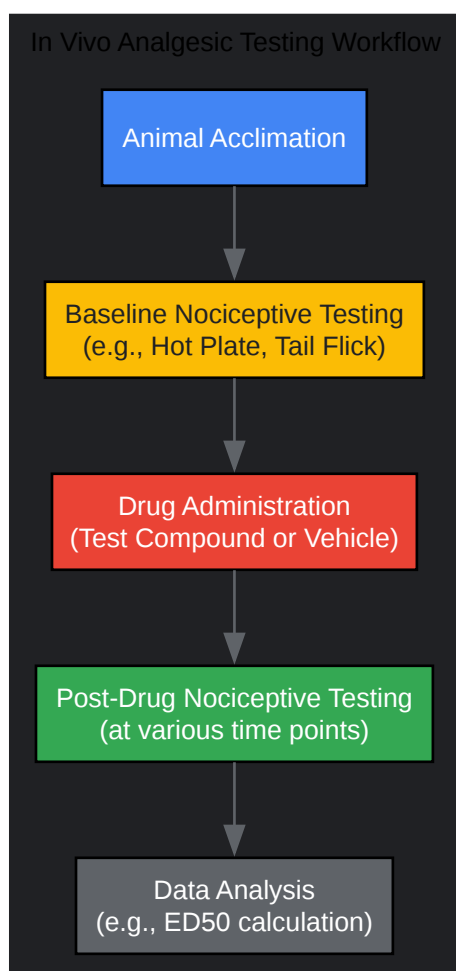 In Vivo Analgesic Testing Workflow
Animal Acclimation
Baseline Nociceptive Testing
(e.g., Hot Plate, Tail Flick)
Drug Administration
(Test Compound or Vehicle)
Post-Drug Nociceptive Testing
(at various time points)
Data Analysis
(e.g., ED50 calculation)